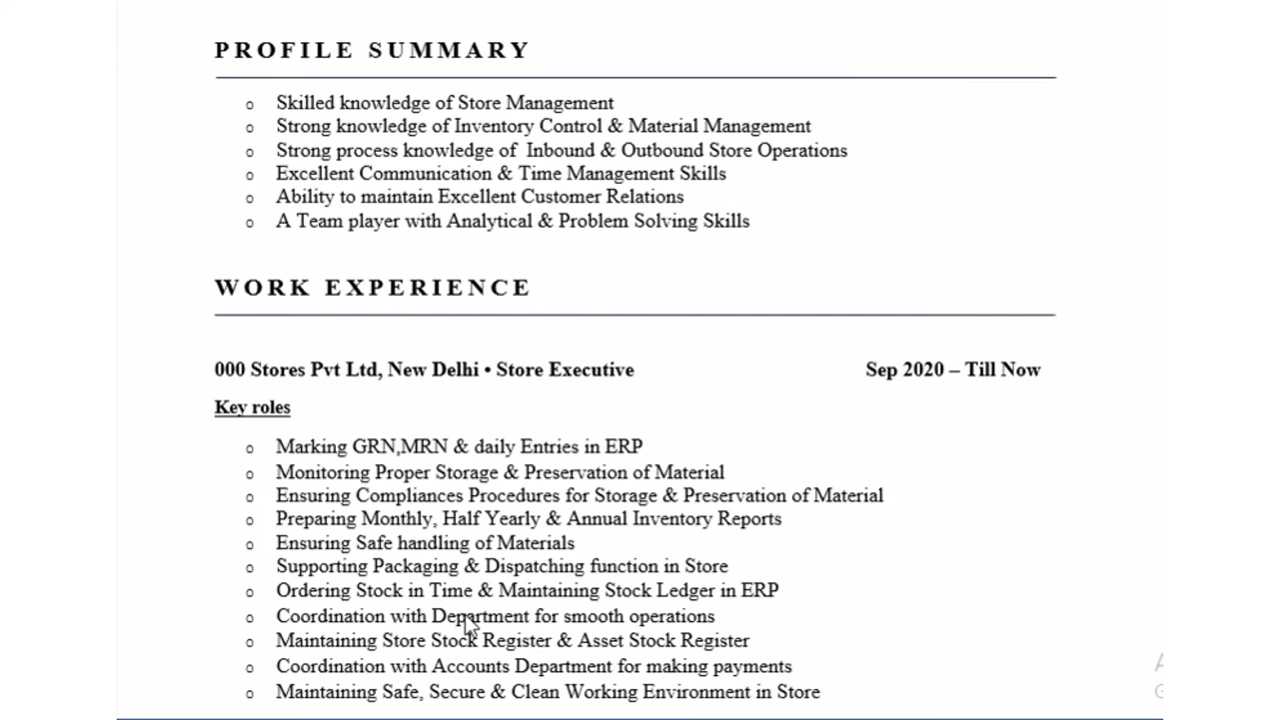 PROFILE SUMMARY
o Skilled knowledge of Store Management
o Strong knowledge of Inventory Control & Material Management
o Strong process knowledge of Inbound & Outbound Store Operations
o Excellent Communication & Time Management Skills
o Ability to maintain Excellent Customer Relations
o A Team player with Analytical & Problem Solving Skills
WORK EXPERIENCE
000 Stores Pvt Ltd, New Delhi • Store Executive Sep 2020 – Till Now
Key roles
o Marking GRN,MRN & daily Entries in ERP
o Monitoring Proper Storage & Preservation of Material
o Ensuring Compliances Procedures for Storage & Preservation of Material
o Preparing Monthly, Half Yearly & Annual Inventory Reports
o Ensuring Safe handling of Materials
o Supporting Packaging & Dispatching function in Store
o Ordering Stock in Time & Maintaining Stock Ledger in ERP
o Coordination with Department for smooth operations
o Maintaining Store Stock Register & Asset Stock Register
o Coordination with Accounts Department for making payments
o Maintaining Safe, Secure & Clean Working Environment in Store